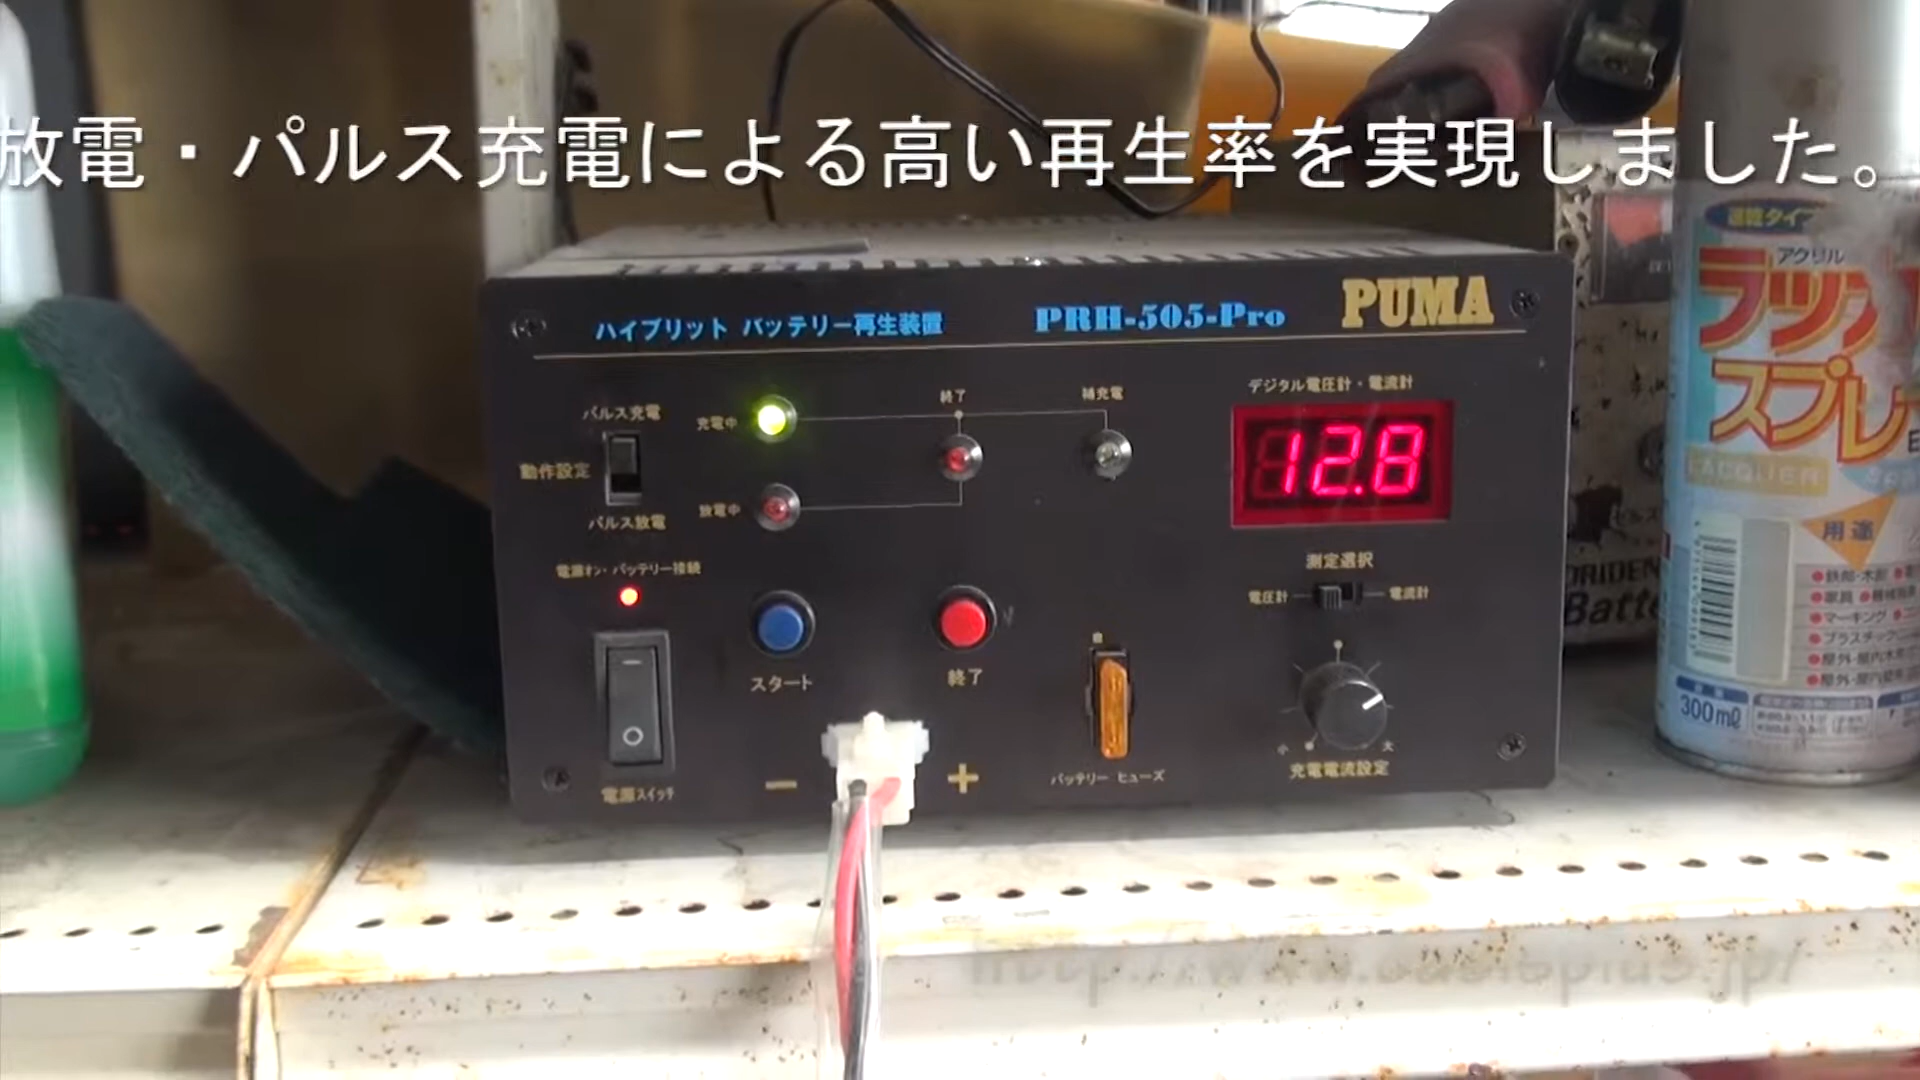 放電・パルス充電による高い再生率を実現しました。
ハイブリット バッテリー再生装置
PRH-505-Pro
PUMA
パルス充電
動作設定
パルス放電
充電中
放電中
終了
補充電
デジタル電圧計・電流計
12.8
測定選択
電圧計
電流計
電源オン・バッテリー接続
スタート
終了
電源スイッチ
−
+
バッテリー ヒューズ
小
大
充電電流設定
速乾タイプ
アクリル
スプレ
LACQUER
用途
300ml
Batte